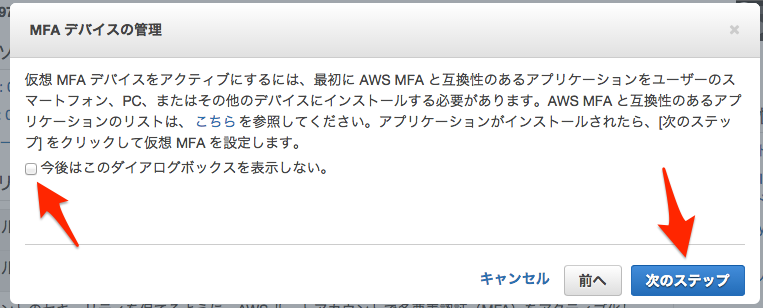 97
MFA デバイスの管理
×
仮想 MFA デバイスをアクティブにするには、最初に AWS MFA と互換性のあるアプリケーションをユーザーのス
マートフォン、PC、またはその他のデバイスにインストールする必要があります。AWS MFA と互換性のあるアプ
リケーションのリストは、 こちら を参照してください。アプリケーションがインストールされたら、[次のステッ
プ] をクリックして仮想 MFA を設定します。
今後はこのダイアログボックスを表示しない。
キャンセル 前へ 次のステップ